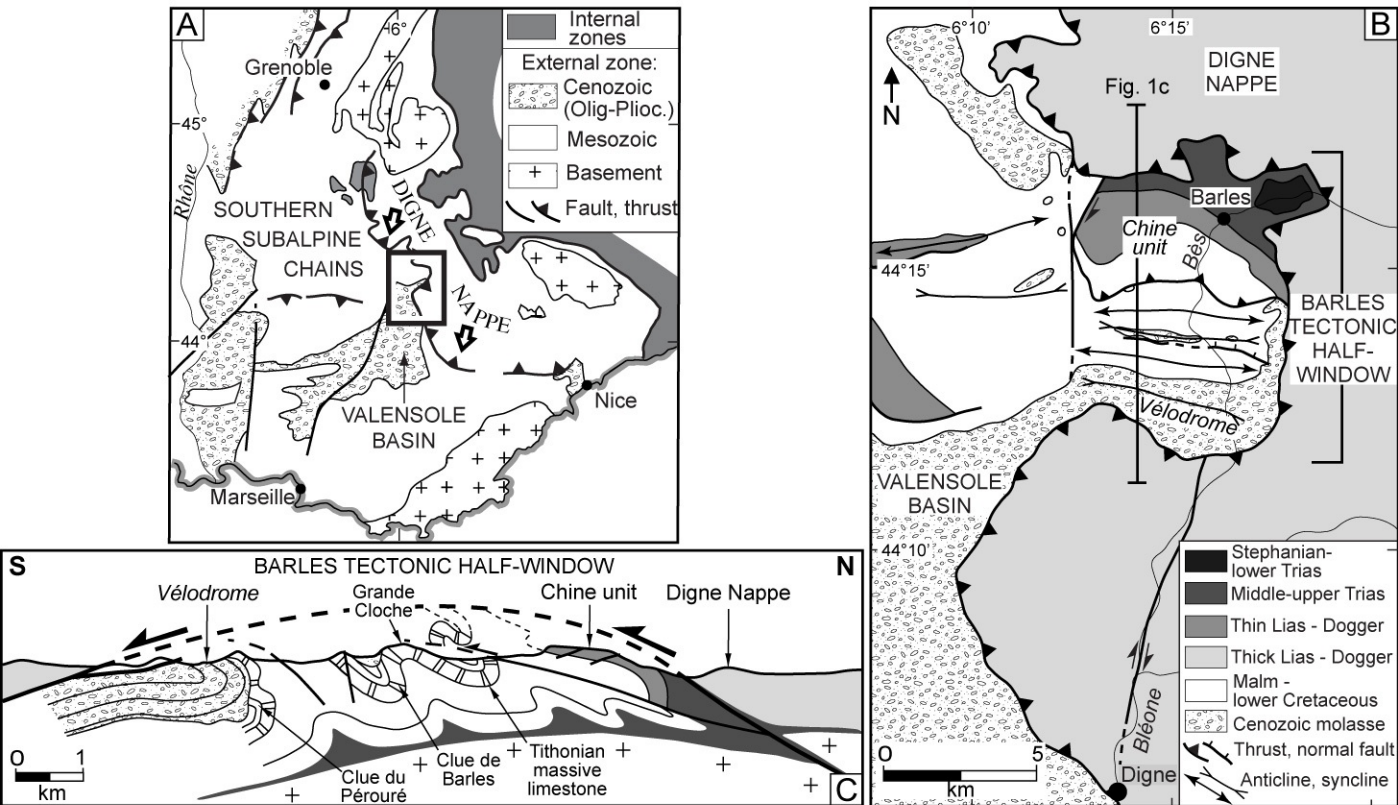 A
6°
Grenoble
45°
Rhône
SOUTHERN
SUBALPINE
CHAINS
DIGNE
NAPPE
44°
VALENSOLE
BASIN
Nice
Marseille
Internal
zones
External zone:
Cenozoic
(Olig-Plioc.)
Mesozoic
Basement
Fault, thrust
B
6°10'
6°15'
DIGNE
NAPPE
Fig. 1c
N
Barles
Chine
unit
Bès
44°15'
BARLES
TECTONIC
HALF-
WINDOW
Vélodrome
VALENSOLE
BASIN
44°10'
Bléone
Digne
0 5
km
Stephanian-
lower Trias
Middle-upper Trias
Thin Lias - Dogger
Thick Lias - Dogger
Malm -
lower Cretaceous
Cenozoic molasse
Thrust, normal fault
Anticline, syncline
S
BARLES TECTONIC HALF-WINDOW
N
Vélodrome
Grande
Cloche
Chine unit
Digne Nappe
0 1
km
Clue du
Pérouré
Clue de
Barles
Tithonian
massive
limestone
C